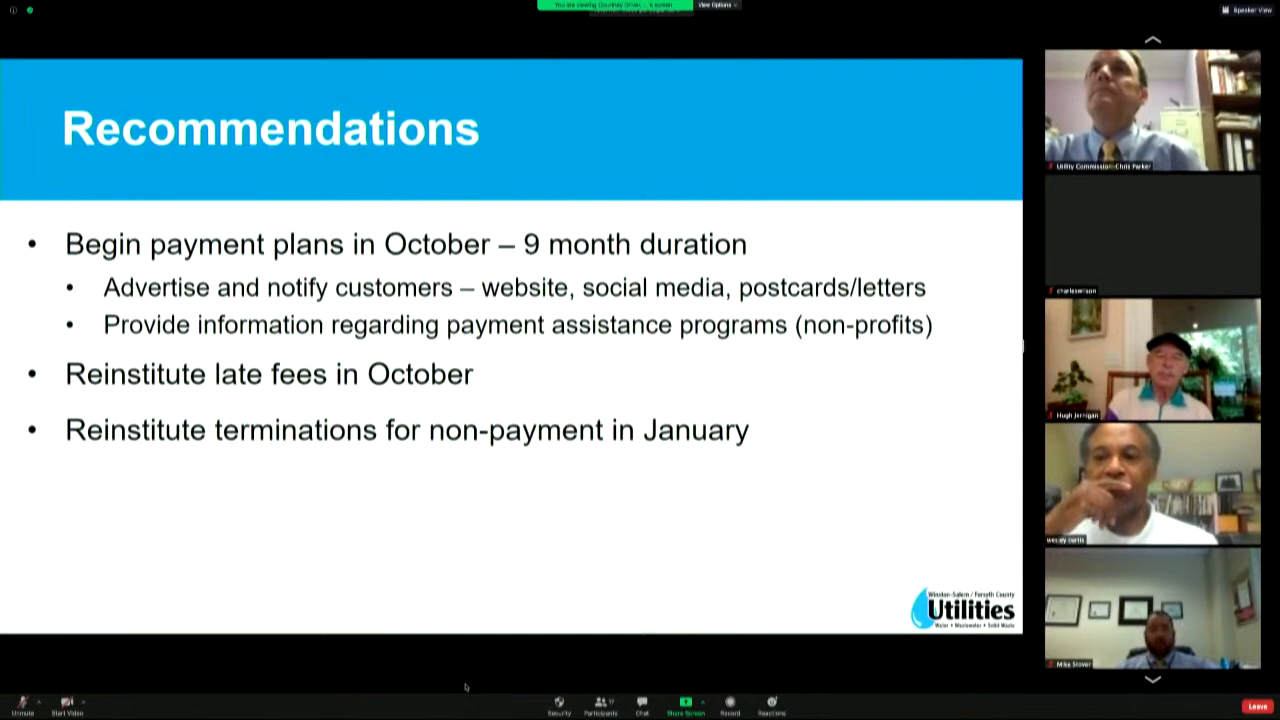 You are viewing Courtney Driver, ... 's screen
View Options
Speaker View
Recommendations
• Begin payment plans in October – 9 month duration
• Advertise and notify customers – website, social media, postcards/letters
• Provide information regarding payment assistance programs (non-profits)
• Reinstitute late fees in October
• Reinstitute terminations for non-payment in January
Winston-Salem / Forsyth County
Utilities
Water • Wastewater • Solid Waste
Utility Commission: Chris Parker
charleswilson
Hugh Jernigan
wesley curtis
Mike Stover
Unmute
Start Video
Security
Participants
17
Chat
Share Screen
Record
Reactions
Leave